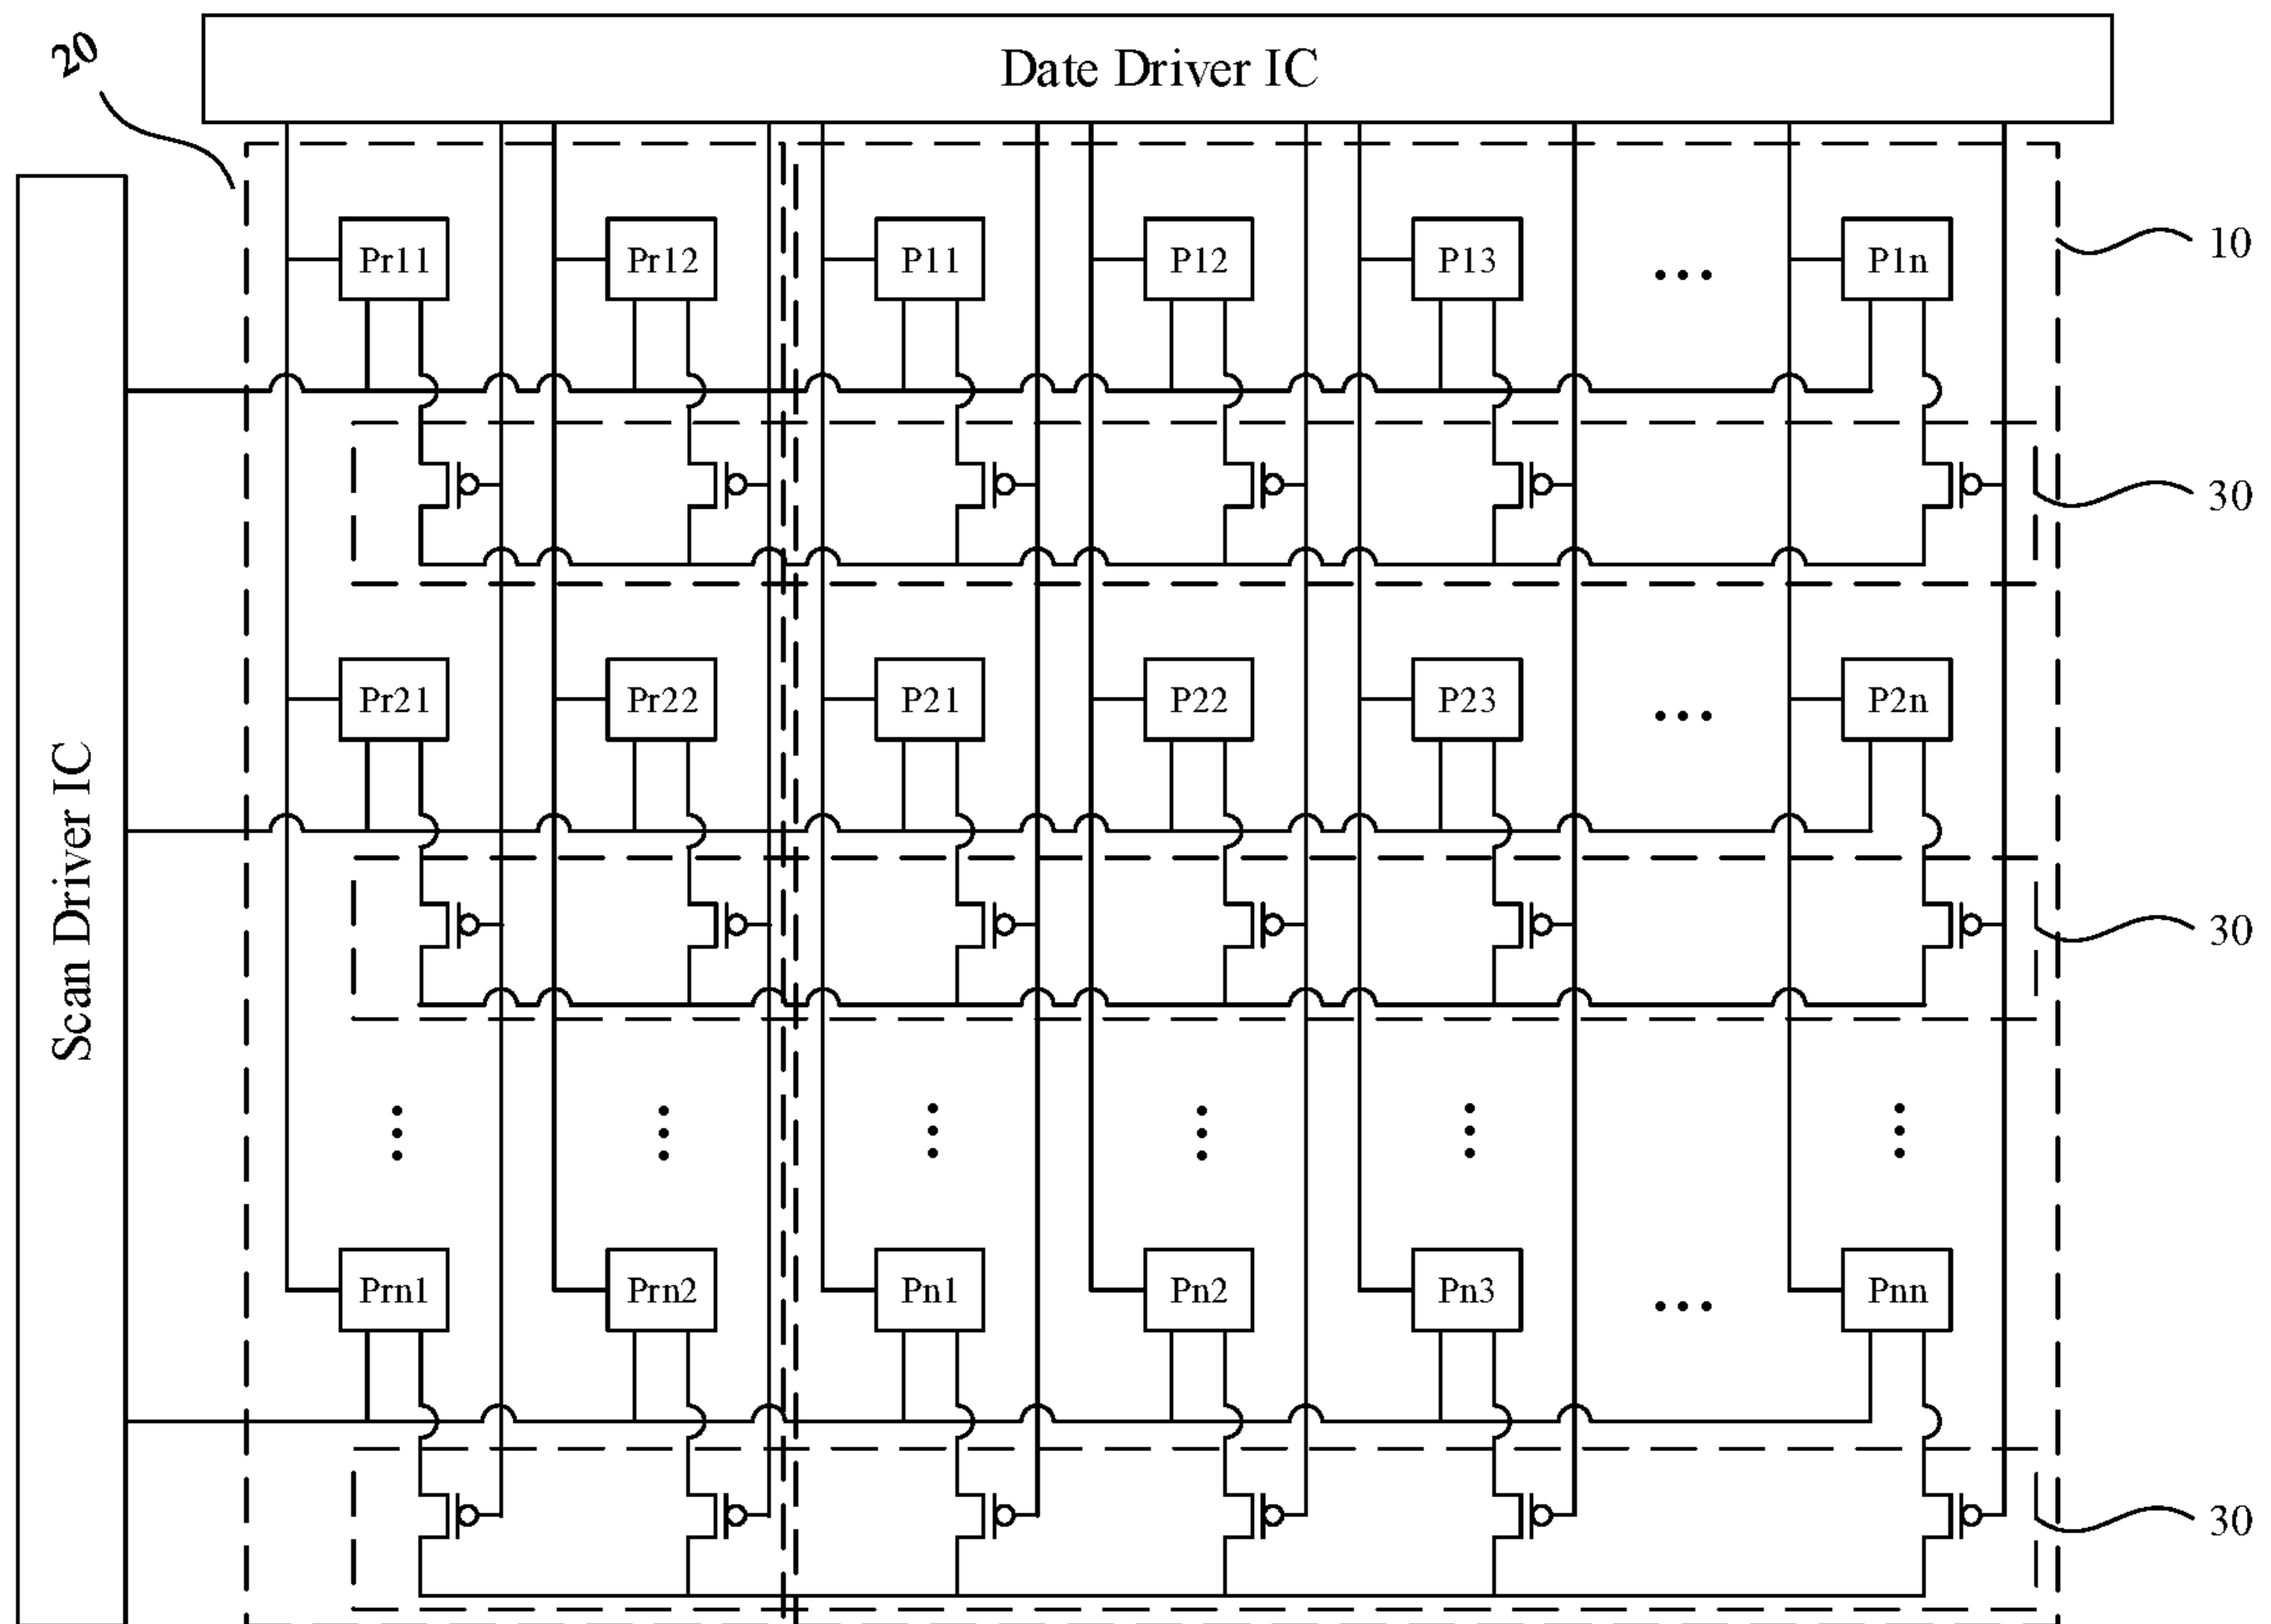 Date Driver IC
20
Pr11 Pr12 P11 P12 P13 ... P1n
10
30
Pr21 Pr22 P21 P22 P23 ... P2n
Scan Driver IC
30
Prn1 Prn2 Pn1 Pn2 Pn3 ... Pnn
30